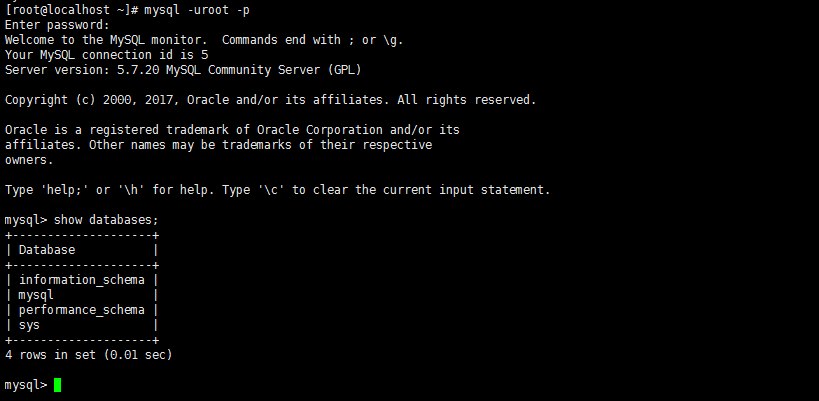 [root@localhost ~]# mysql -uroot -p
Enter password:
Welcome to the MySQL monitor.  Commands end with ; or \g.
Your MySQL connection id is 5
Server version: 5.7.20 MySQL Community Server (GPL)

Copyright (c) 2000, 2017, Oracle and/or its affiliates. All rights reserved.

Oracle is a registered trademark of Oracle Corporation and/or its
affiliates. Other names may be trademarks of their respective
owners.

Type 'help;' or '\h' for help. Type '\c' to clear the current input statement.

mysql> show databases;
+--------------------+
| Database           |
+--------------------+
| information_schema |
| mysql              |
| performance_schema |
| sys                |
+--------------------+
4 rows in set (0.01 sec)

mysql>